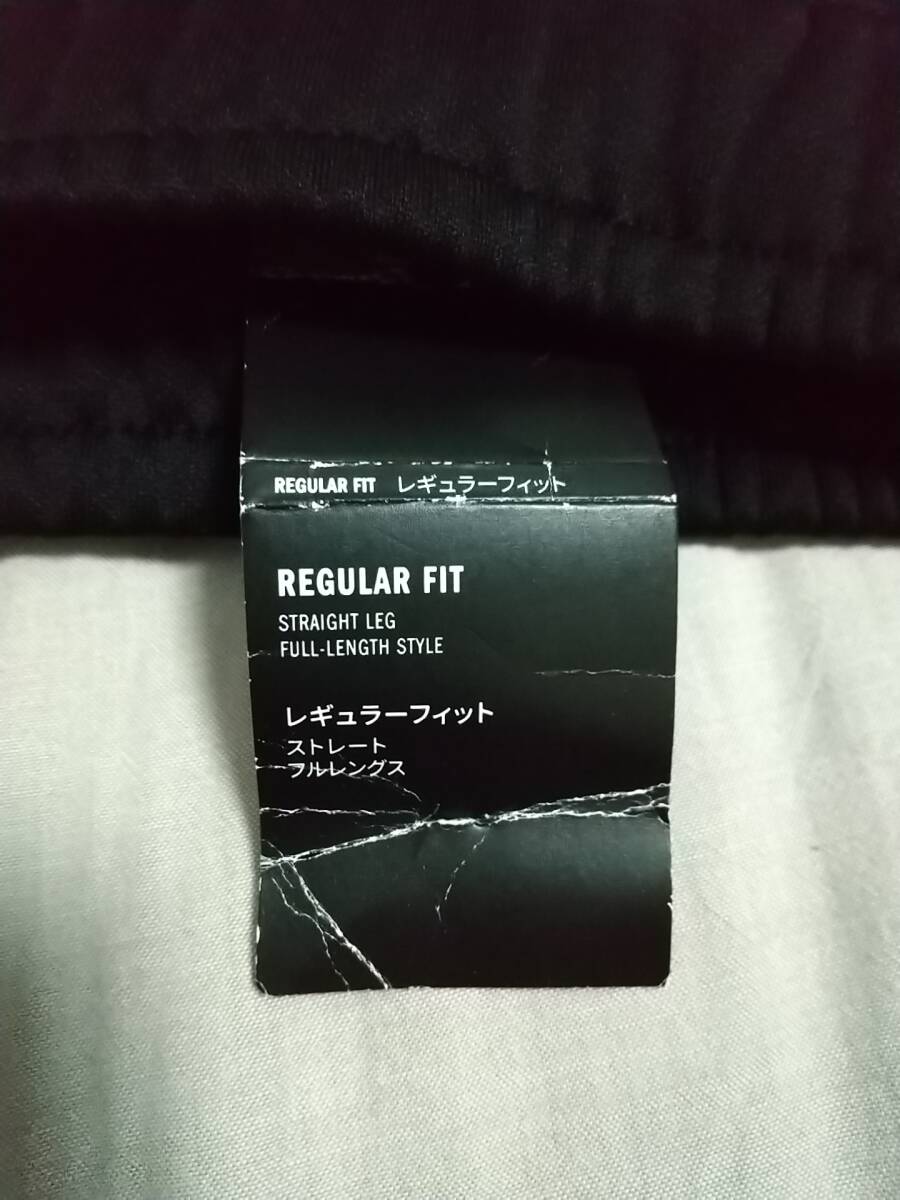 REGULAR FIT レギュラーフィット
REGULAR FIT
STRAIGHT LEG
FULL-LENGTH STYLE
レギュラーフィット
ストレート
フルレングス